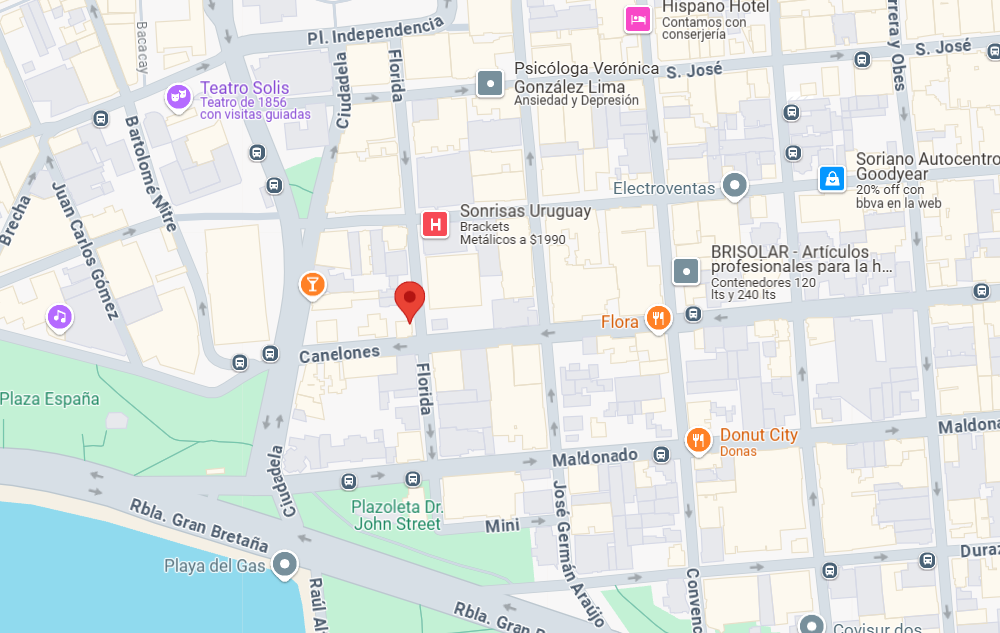 Hispano Hotel
Contamos con
conserjería
Pl. Independencia
Bacacay
Ciudadela
Florida
S. José
S. José
Psicóloga Verónica
González Lima
Ansiedad y Depresión
Teatro Solis
Teatro de 1856
con visitas guiadas
Bartolomé Mitre
y Obes
Soriano Autocentro
Goodyear
20% off con
bbva en la web
Electroventas
Juan Carlos Gómez
Brecha
Sonrisas Uruguay
Brackets
Metálicos a $1990
BRISOLAR - Artículos
profesionales para la h...
Contenedores 120
lts y 240 lts
Flora
Canelones
Plaza España
Florida
Donut City
Donas
Maldona
Maldonado
Ciudadela
Plazoleta Dr.
John Street
Mini
José Germán Araújo
Rbla. Gran Bretaña
Playa del Gas
Raúl Al
Convenc
Duraz
Rbla. Gran B
Covisur dos
H